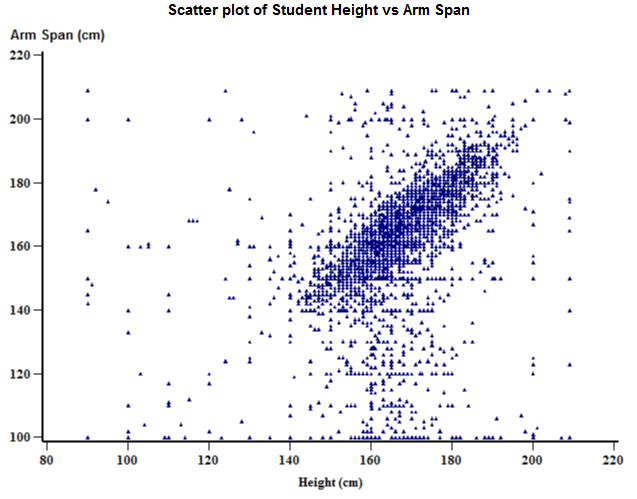 Scatter plot of Student Height vs Arm Span
Arm Span (cm)
220
200
180
160
140
120
100
80 100 120 140 160 180 200 220
Height (cm)